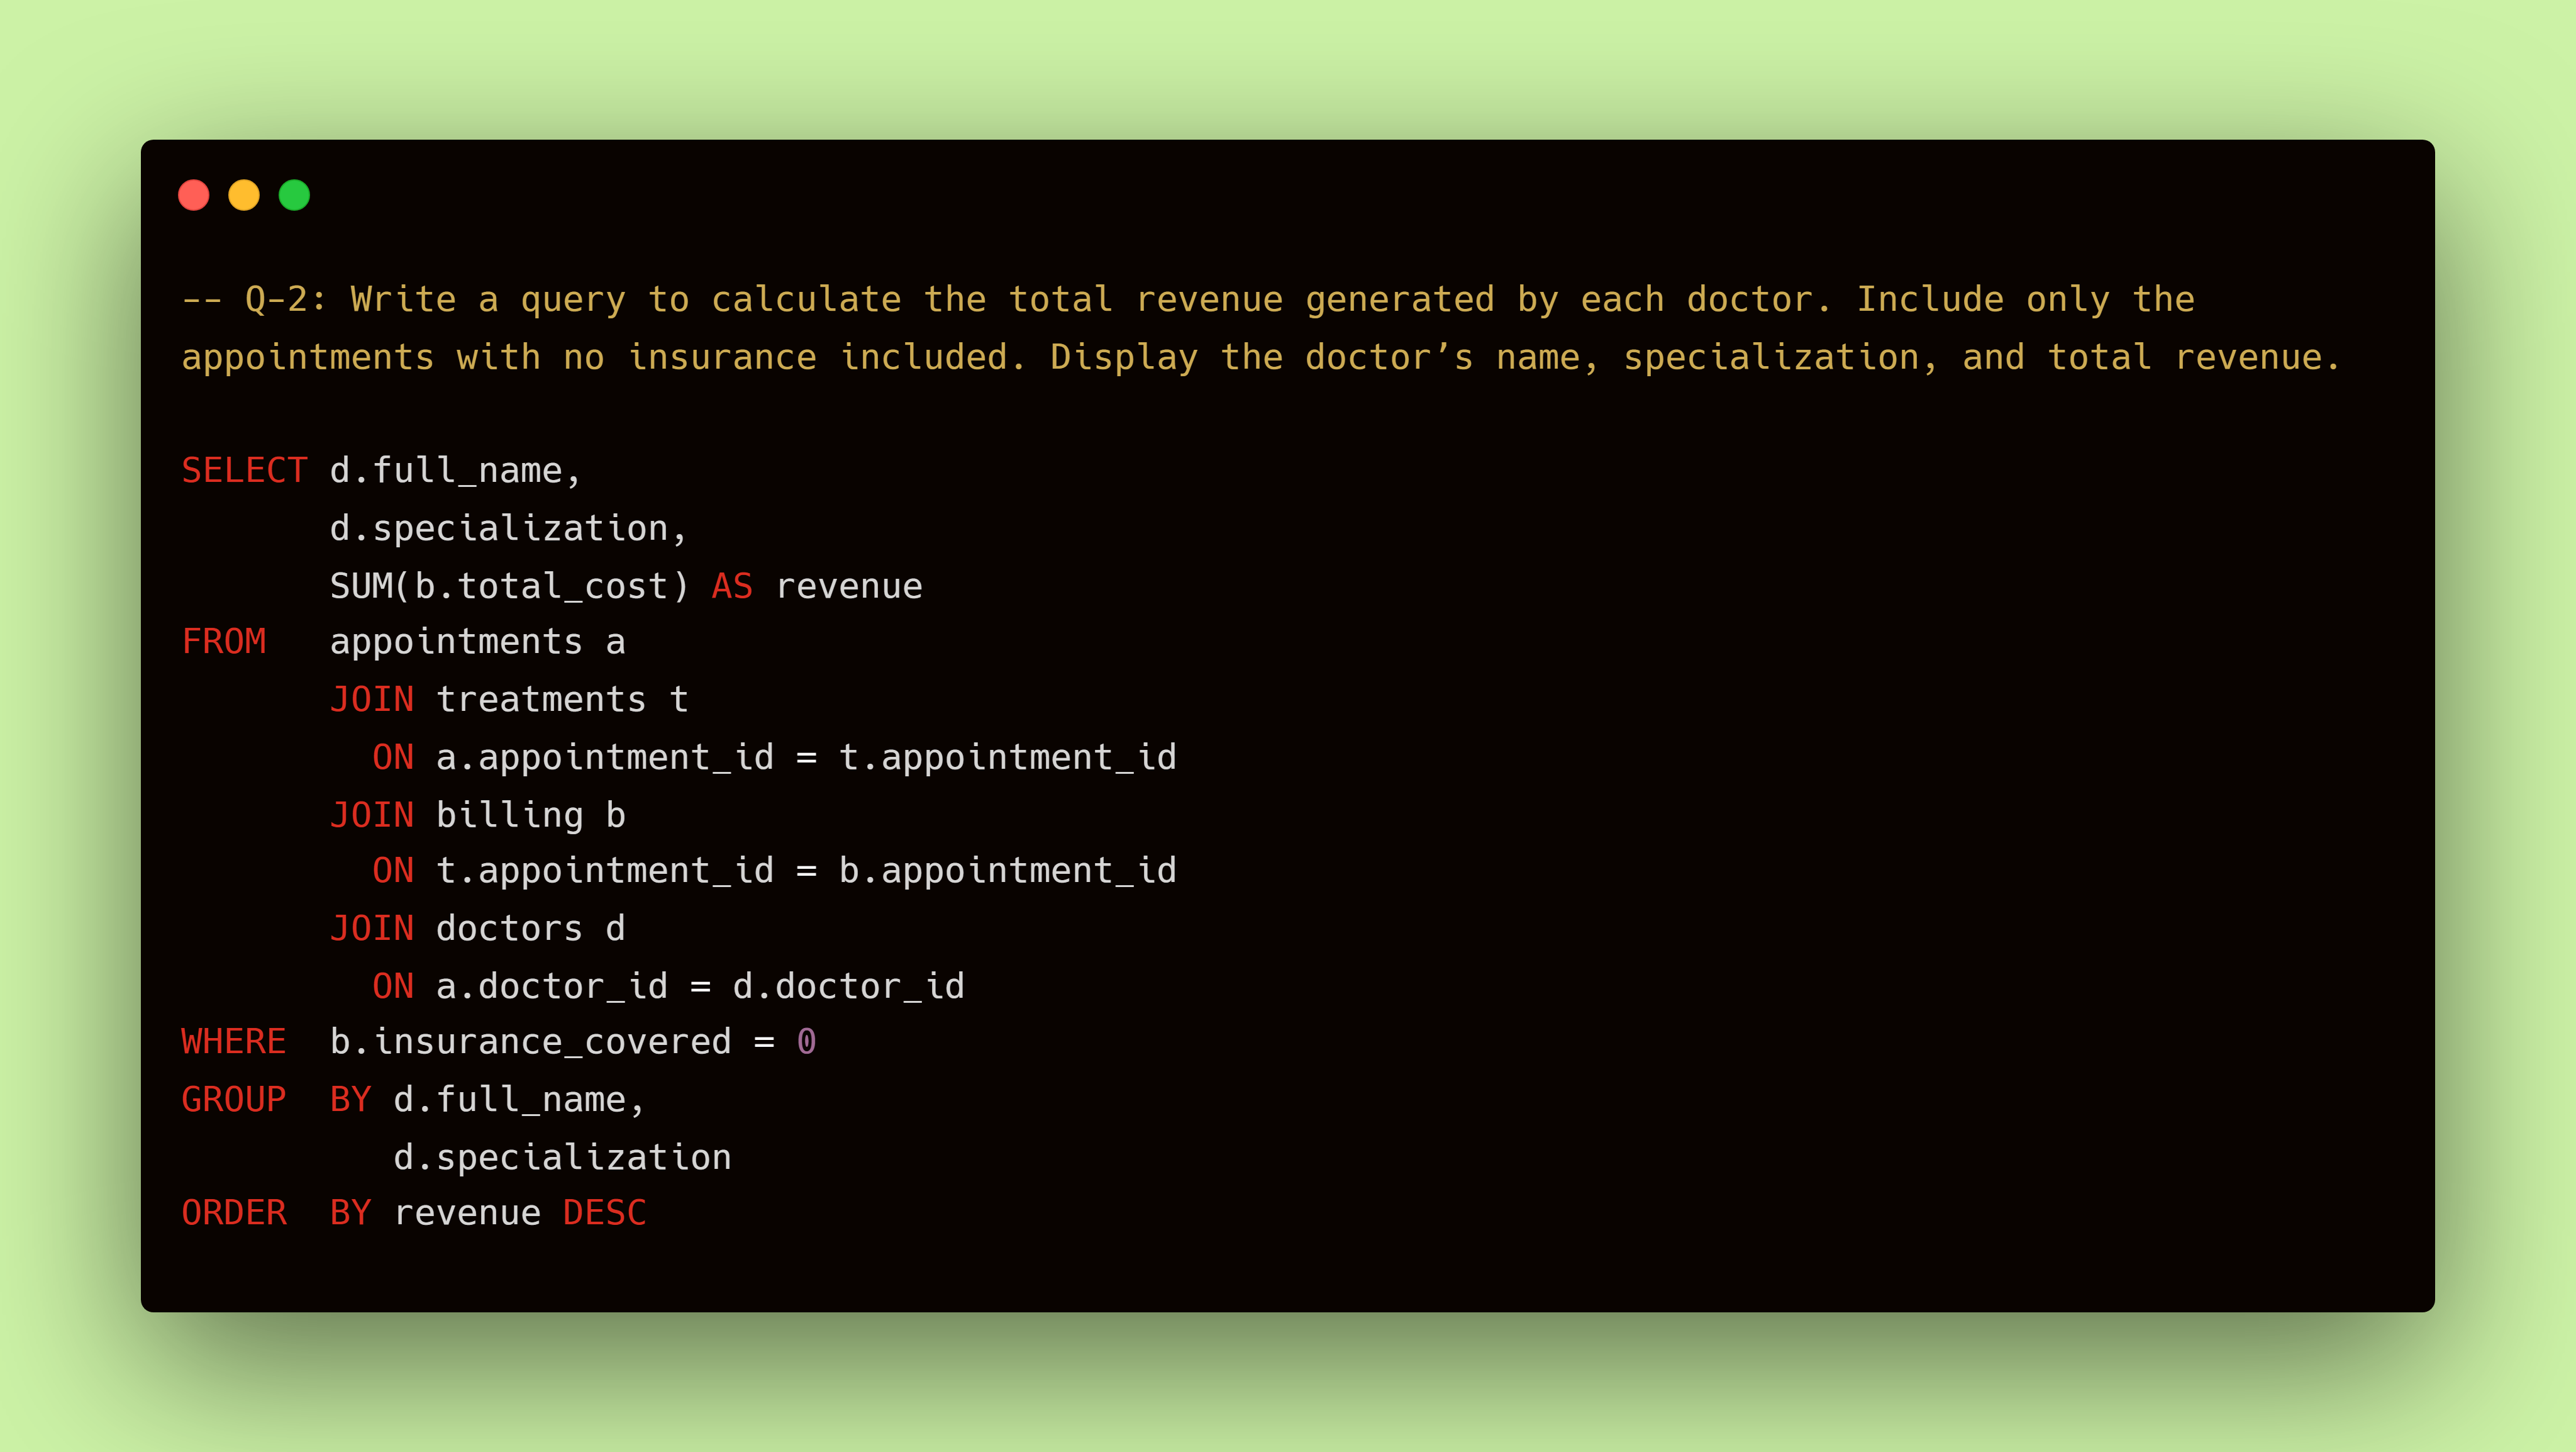 -- Q-2: Write a query to calculate the total revenue generated by each doctor. Include only the
appointments with no insurance included. Display the doctor’s name, specialization, and total revenue.
SELECT d.full_name,
       d.specialization,
       SUM(b.total_cost) AS revenue
FROM   appointments a
       JOIN treatments t
         ON a.appointment_id = t.appointment_id
       JOIN billing b
         ON t.appointment_id = b.appointment_id
       JOIN doctors d
         ON a.doctor_id = d.doctor_id
WHERE  b.insurance_covered = 0
GROUP  BY d.full_name,
          d.specialization
ORDER  BY revenue DESC